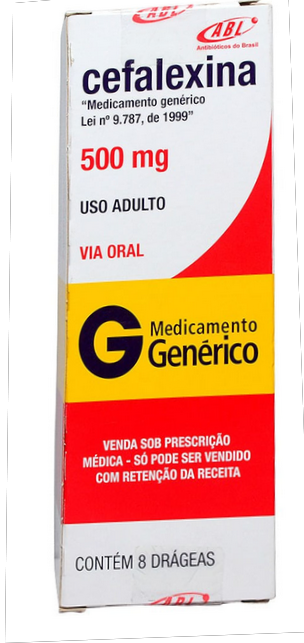 ABL
Antibióticos do Brasil
cefalexina
“Medicamento genérico
Lei nº 9.787, de 1999”
500 mg
USO ADULTO
VIA ORAL
G Medicamento
Genérico
VENDA SOB PRESCRIÇÃO
MÉDICA - SÓ PODE SER VENDIDO
COM RETENÇÃO DA RECEITA
CONTÉM 8 DRÁGEAS
ABL